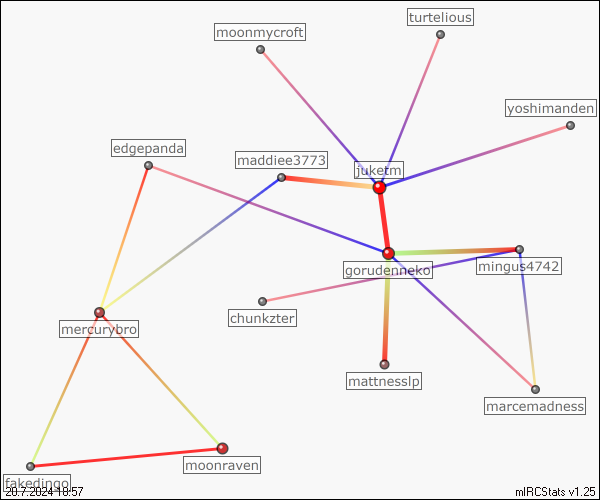 turtelious
moonmycroft
yoshimanden
edgepanda
maddiee3773
juketm
gorudenneko
mingus4742
chunkzter
mercurybro
mattnesslp
marcemadness
moonraven
fakedingo
20.7.2024 18:57
mIRCStats v1.25